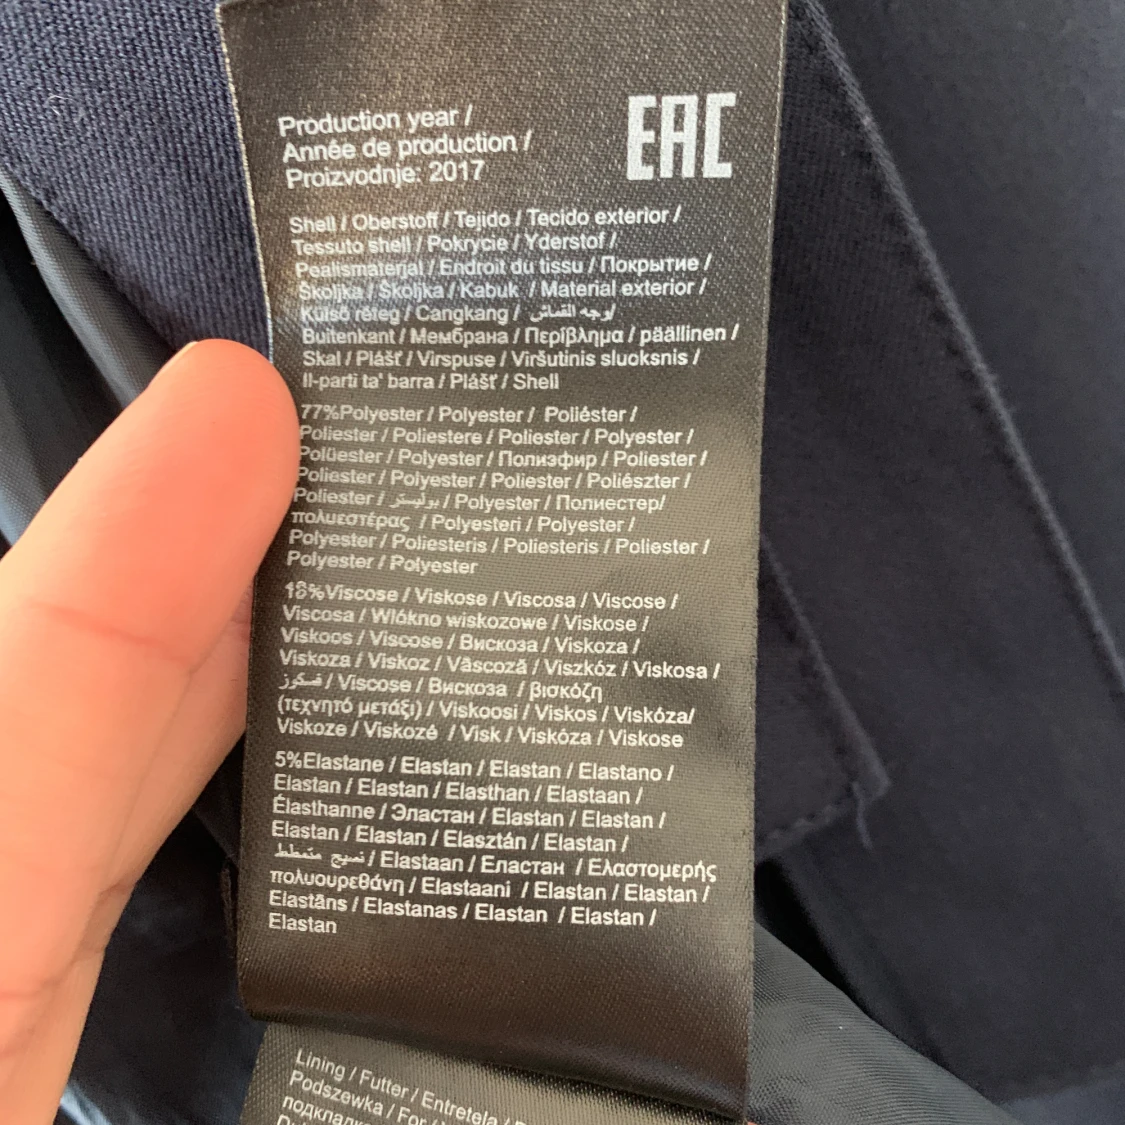 Production year /
Année de production /
Proizvodnje: 2017
EAC
Shell / Oberstoff / Tejido / Tecido exterior /
Tessuto shell / Pokrycie / Yderstof /
Pealismaterjal / Endroit du tissu / Покрытие /
Školjka / Školjka / Kabuk / Material exterior /
Külső réteg / Cangkang / وجه القماش/
Buitenkant / Мембрана / Περίβλημα / päällinen /
Skal / Plášť / Virspuse / Viršutinis sluoksnis /
Il-parti ta' barra / Plášť / Shell
77%Polyester / Polyester / Poliéster /
Poliester / Poliestere / Poliester / Polyester /
Polüester / Polyester / Полиэфир / Poliester /
Poliester / Polyester / Poliester / Poliészter /
Poliester / بوليستر / Polyester / Полиестер/
πολυεστέρας / Polyesteri / Polyester /
Polyester / Poliesteris / Poliesteris / Poliester /
Polyester / Polyester
18%Viscose / Viskose / Viscosa / Viscose /
Viscosa / Wlókno wiskozowe / Viskose /
Viskoos / Viscose / Вискоза / Viskoza /
Viskoza / Viskoz / Vâscoză / Viszkóz / Viskosa /
فسكوز / Viscose / Вискоза / βισκόζη
(τεχνητό μετάξι) / Viskoosi / Viskos / Viskóza/
Viskoze / Viskozė / Visk / Viskóza / Viskose
5%Elastane / Elastan / Elastan / Elastano /
Elastan / Elastan / Elasthan / Elastaan /
Élasthanne / Эластан / Elastan / Elastan /
Elastan / Elastan / Elasztán / Elastan /
نسيج متمطط / Elastaan / Еластан / Ελαστομερής
πολυουρεθάνη / Elastaani / Elastan / Elastan /
Elastāns / Elastanas / Elastan / Elastan /
Elastan
Lining / Futter / Entretela /
Podszewka / For /